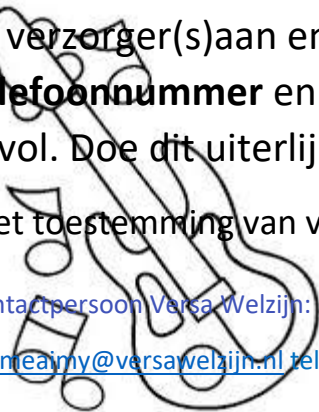 verzorger(s)aan en
lefoonnummer en
vol. Doe dit uiterlij
et toestemming van v
ntactpersoon Versa Welzijn:
meaimy@versawelzijn.nl tel